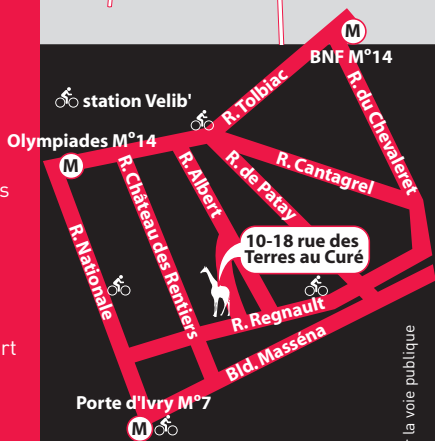 M
BNF M°14
station Velib'
R. Tolbiac
R. du Chevaleret
Olympiades M°14
M
R. Château des Rentiers
R. Albert
R. de Patay
R. Cantagrel
s
R. Nationale
10-18 rue des
Terres au Curé
R. Regnault
rt
Bld. Masséna
Porte d'Ivry M°7
M
la voie publique